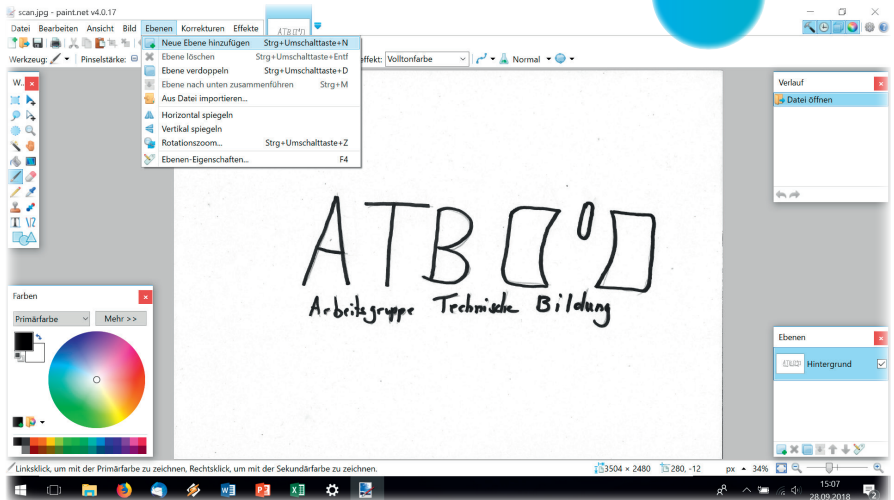 scan.jpg - paint.net v4.0.17
Datei Bearbeiten Ansicht Bild Ebenen Korrekturen Effekte
Neue Ebene hinzufügen Strg+Umschalttaste+N
Ebene löschen Strg+Umschalttaste+Entf
Ebene verdoppeln Strg+Umschalttaste+D
Ebene nach unten zusammenführen Strg+M
Aus Datei importieren...
Horizontal spiegeln
Vertikal spiegeln
Rotationszoom... Strg+Umschalttaste+Z
Ebenen-Eigenschaften... F4
Werkzeug: Pinselstärke: effekt: Volltonfarbe Normal
W..
Verlauf
Datei öffnen
ATB
Arbeitsgruppe Technische Bildung
Farben
Primärfarbe Mehr >>
Ebenen
Hintergrund
Linksklick, um mit der Primärfarbe zu zeichnen, Rechtsklick, um mit der Sekundärfarbe zu zeichnen. 3504 × 2480 280, -12 px 34%
15:07
28.09.2018